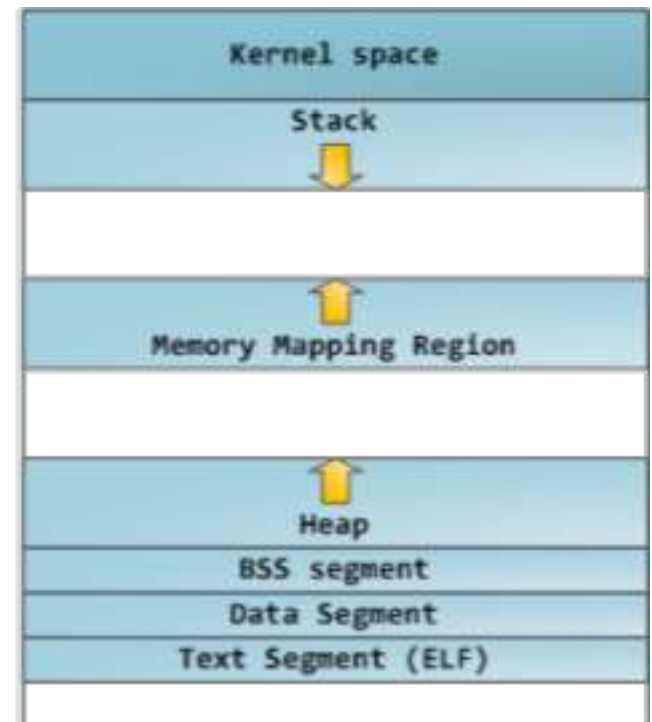 Kernel space
Stack
Memory Mapping Region
Heap
BSS segment
Data Segment
Text Segment (ELF)